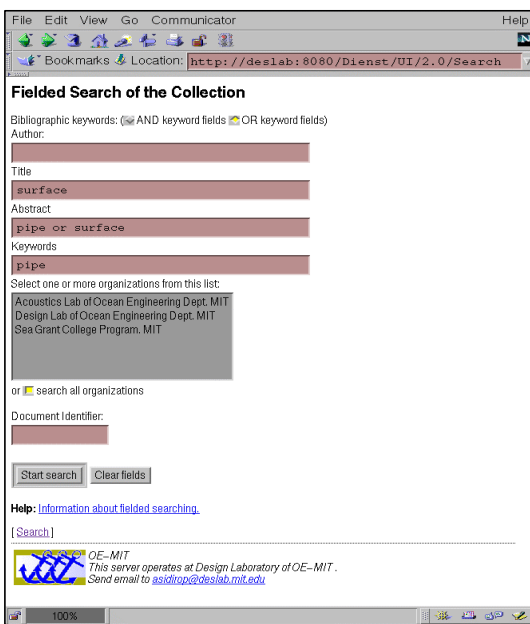 File Edit View Go Communicator Help
N
Bookmarks Location: http://deslab:8080/Dienst/UI/2.0/Search
Fielded Search of the Collection
Bibliographic keywords: ( AND keyword fields OR keyword fields)
Author:
Title
surface
Abstract
pipe or surface
Keywords
pipe
Select one or more organizations from this list:
Acoustics Lab of Ocean Engineering Dept. MIT
Design Lab of Ocean Engineering Dept. MIT
Sea Grant College Program. MIT
or search all organizations
Document Identifier:
Start search Clear fields
Help: Information about fielded searching.
[ Search ]
OE-MIT
This server operates at Design Laboratory of OE-MIT .
Send email to asidirop@deslab.mit.edu
100%